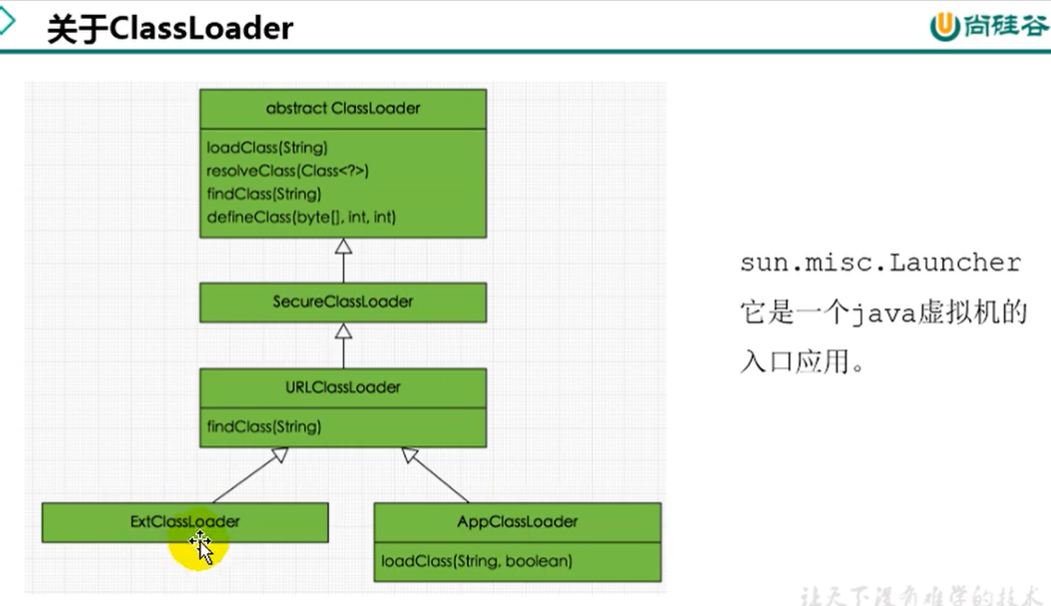 关于ClassLoader
尚硅谷
abstract ClassLoader
loadClass(String)
resolveClass(Class<?>)
findClass(String)
defineClass(byte[], int, int)
SecureClassLoader
URLClassLoader
findClass(String)
ExtClassLoader
AppClassLoader
loadClass(String, boolean)
sun.misc.Launcher
它是一个java虚拟机的
入口应用。
让天下没有难学的技术